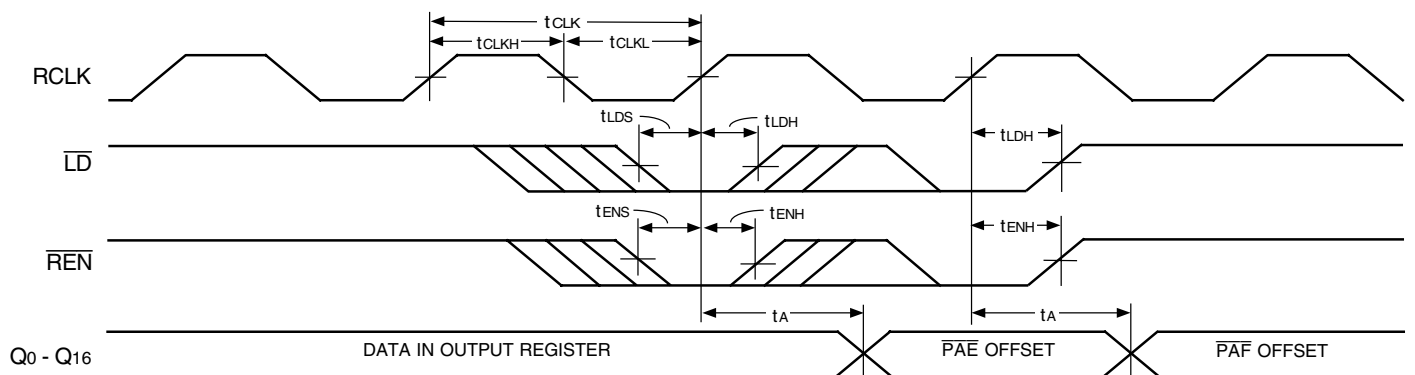 tCLK
tCLKH
tCLKL
RCLK
tLDS
tLDH
tLDH
LD
tENS
tENH
tENH
REN
tA
tA
Q0 - Q16
DATA IN OUTPUT REGISTER
PAE OFFSET
PAF OFFSET